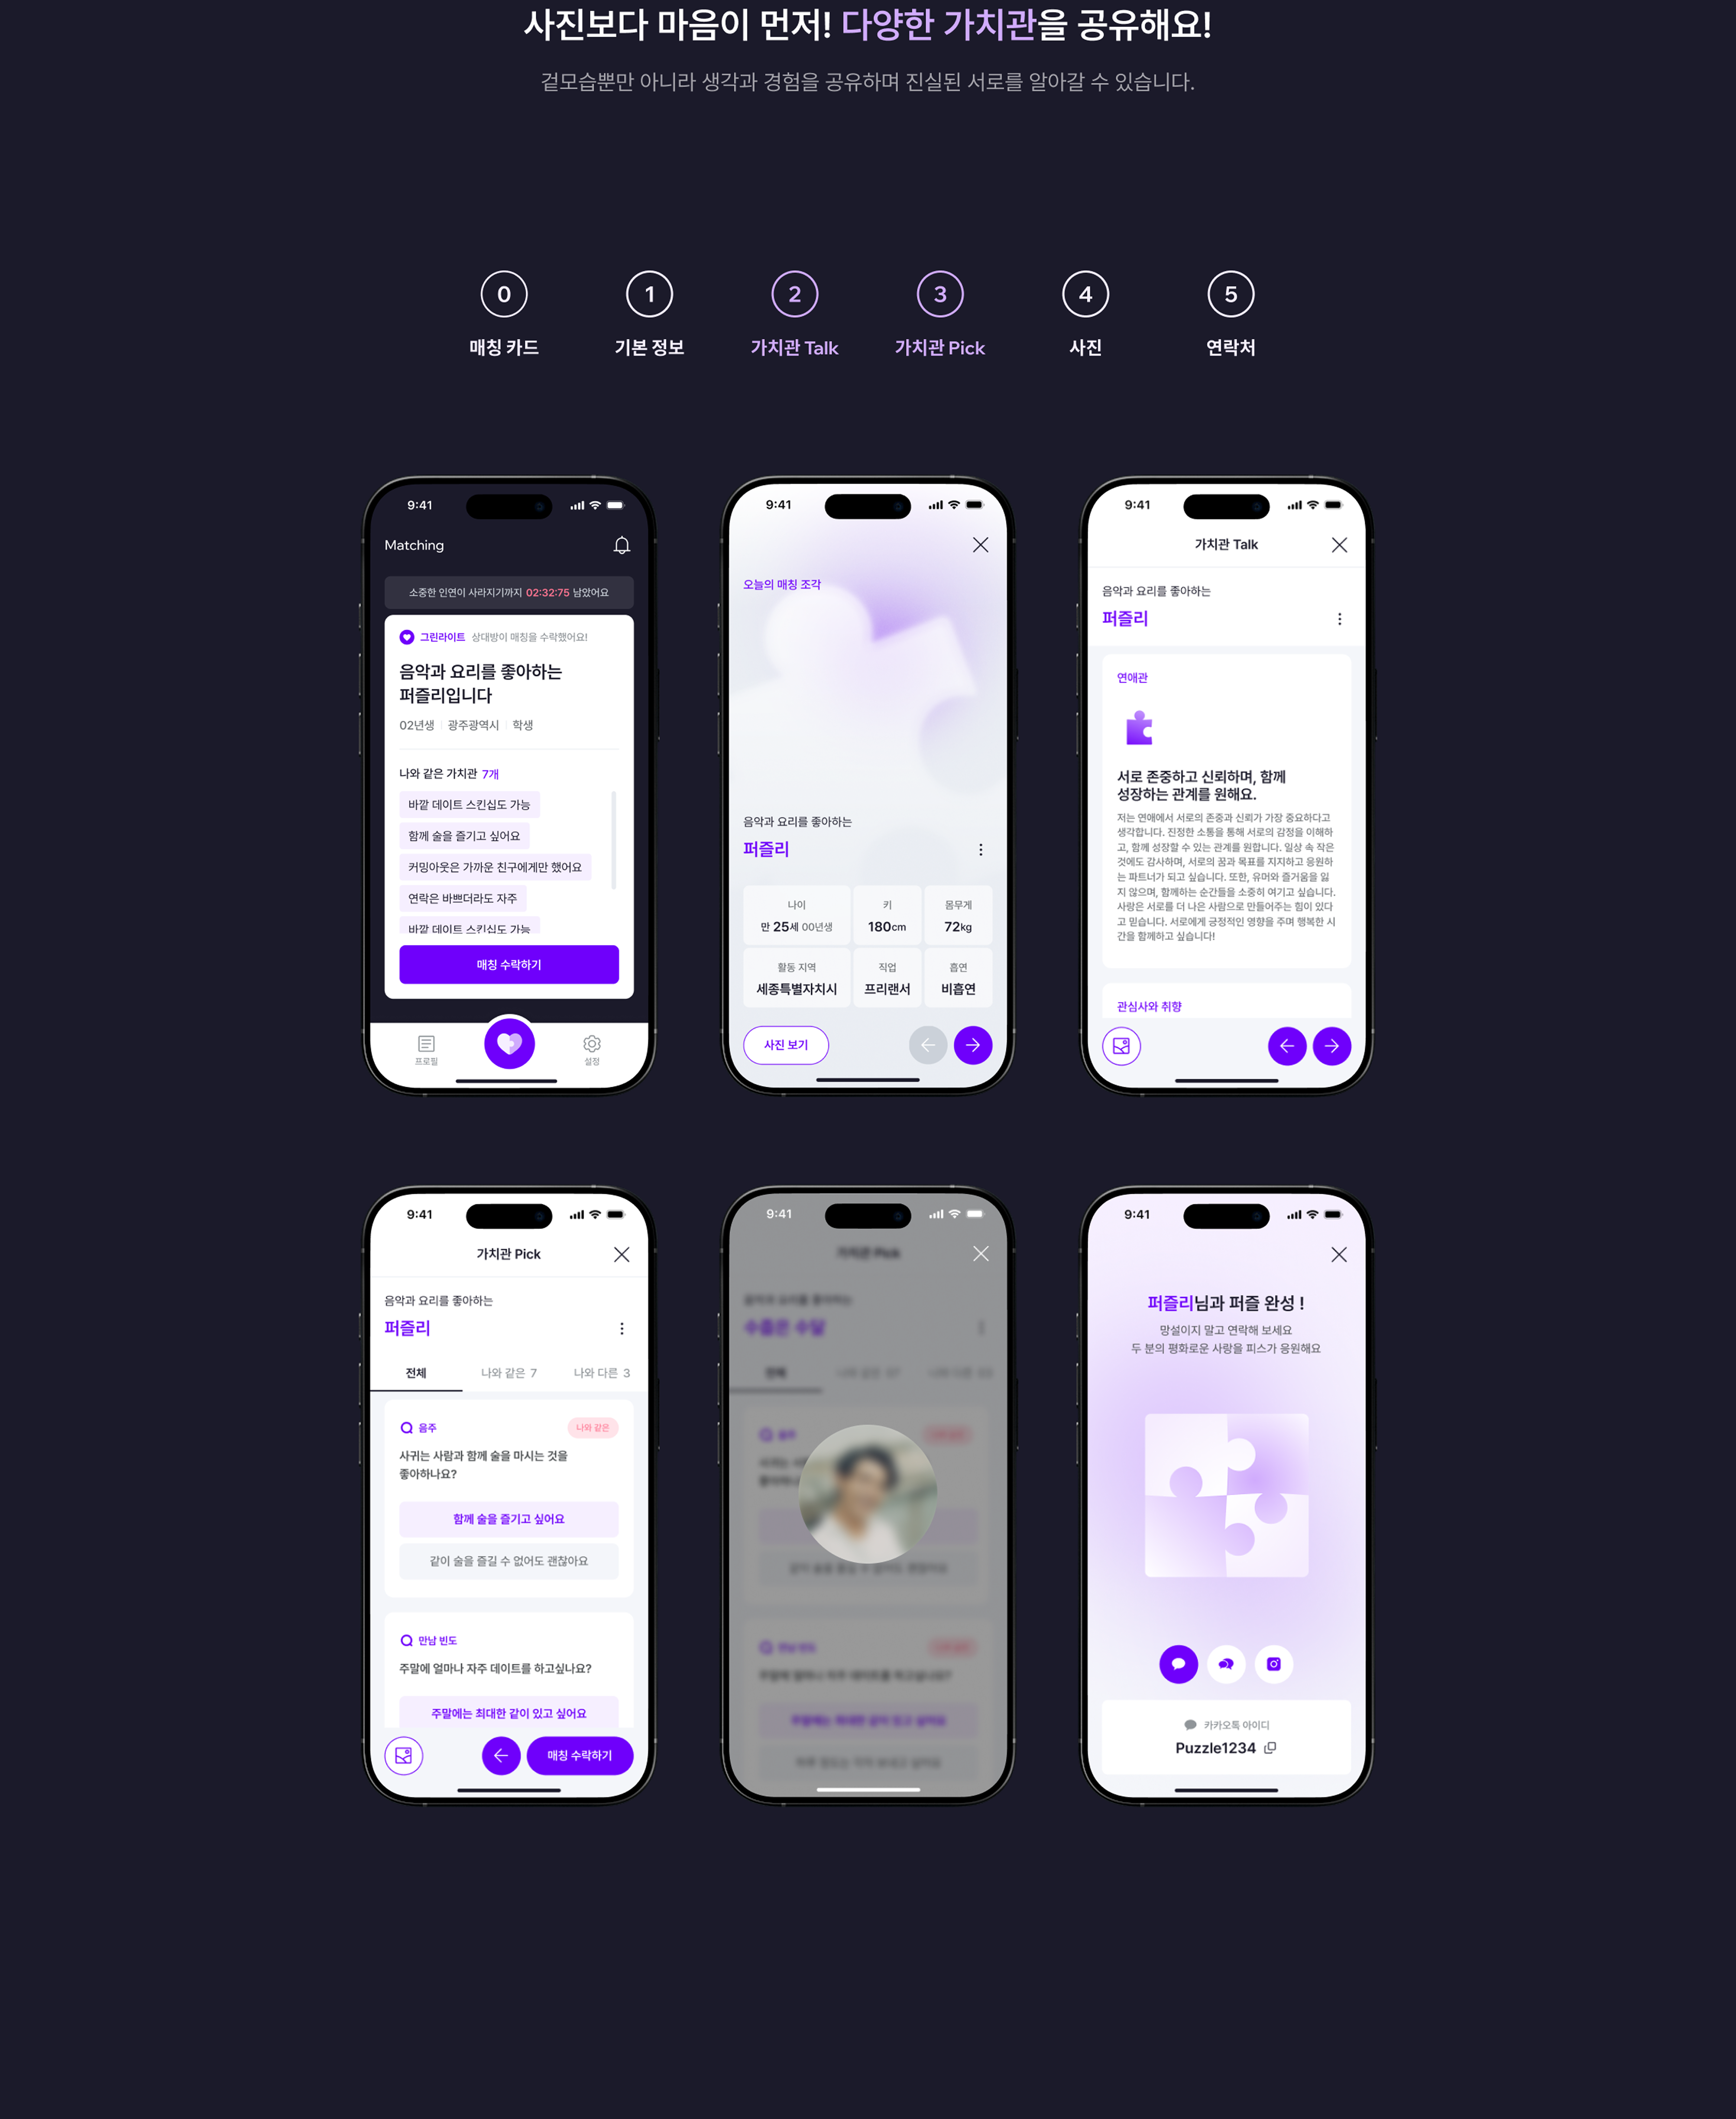 사진보다 마음이 먼저! 다양한 가치관을 공유해요!
겉모습뿐만 아니라 생각과 경험을 공유하며 진실된 서로를 알아갈 수 있습니다.
0
매칭 카드
1
기본 정보
2
가치관 Talk
3
가치관 Pick
4
사진
5
연락처
9:41
Matching
소중한 인연이 사라지기까지 02:32:75 남았어요
그린라이트 상대방이 매칭을 수락했어요!
음악과 요리를 좋아하는
퍼즐리입니다
02년생 광주광역시 학생
나와 같은 가치관 7개
바깥 데이트 스킨십도 가능
함께 술을 즐기고 싶어요
커밍아웃은 가까운 친구에게만 했어요
연락은 바쁘더라도 자주
바깥 데이트 스킨십도 가능
매칭 수락하기
프로필
설정
9:41
오늘의 매칭 조각
음악과 요리를 좋아하는
퍼즐리
나이
만 25세 00년생
키
180cm
몸무게
72kg
활동 지역
세종특별자치시
직업
프리랜서
흡연
비흡연
사진 보기
9:41
가치관 Talk
음악과 요리를 좋아하는
퍼즐리
연애관
서로 존중하고 신뢰하며, 함께
성장하는 관계를 원해요.
저는 연애에서 서로의 존중과 신뢰가 가장 중요하다고
생각합니다. 진정한 소통을 통해 서로의 감정을 이해하
고, 함께 성장할 수 있는 관계를 원합니다. 일상 속 작은
것에도 감사하며, 서로의 꿈과 목표를 지지하고 응원하
는 파트너가 되고 싶습니다. 또한, 유머와 즐거움을 잃
지 않으며, 함께하는 순간들을 소중히 여기고 싶습니다.
사랑은 서로를 더 나은 사람으로 만들어주는 힘이 있다
고 믿습니다. 서로에게 긍정적인 영향을 주며 행복한 시
간을 함께하고 싶습니다!
관심사와 취향
9:41
가치관 Pick
음악과 요리를 좋아하는
퍼즐리
전체
나와 같은 7
나와 다른 3
음주
나와 같은
사귀는 사람과 함께 술을 마시는 것을
좋아하나요?
함께 술을 즐기고 싶어요
같이 술을 즐길 수 없어도 괜찮아요
만남 빈도
주말에 얼마나 자주 데이트를 하고싶나요?
주말에는 최대한 같이 있고 싶어요
매칭 수락하기
9:41
가치관 Pick
음악과 요리를 좋아하는
수줍은 수달
전체
9:41
퍼즐리님과 퍼즐 완성 !
망설이지 말고 연락해 보세요
두 분의 평화로운 사랑을 피스가 응원해요
카카오톡 아이디
Puzzle1234